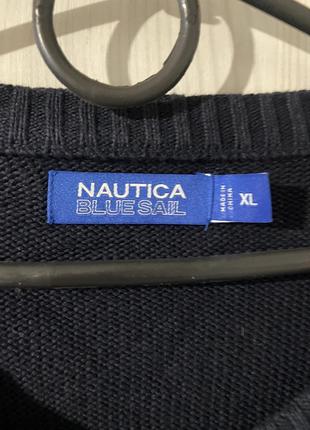 NAUTICA
BLUE SAIL
MADE IN
CHINA
XL